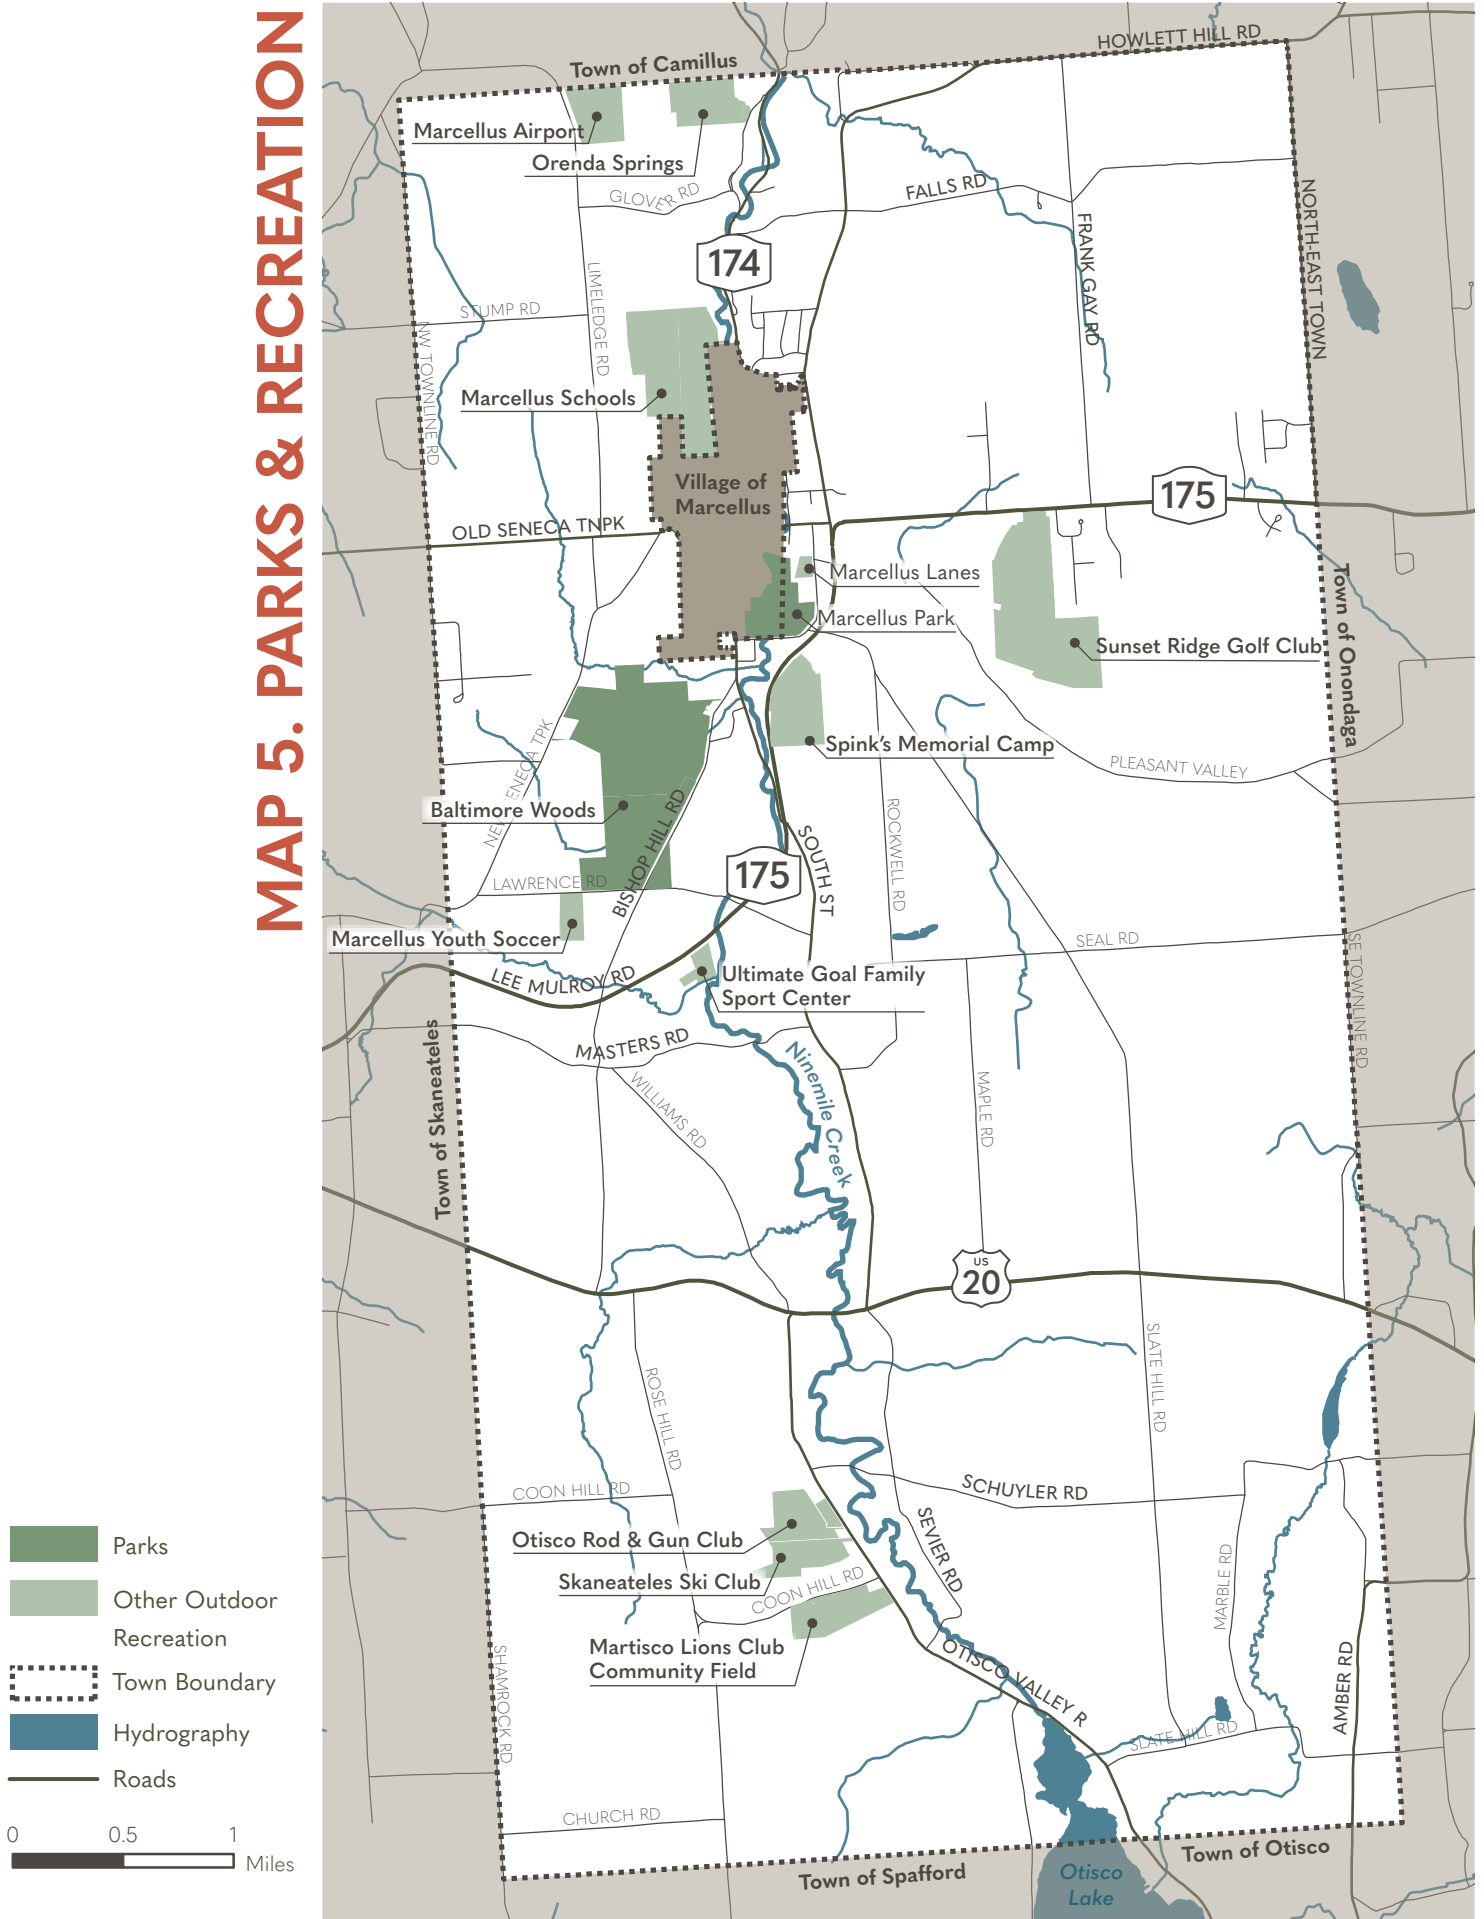 MAP 5. PARKS & RECREATION
HOWLETT HILL RD
Town of Camillus
Marcellus Airport
Orenda Springs
GLOVER RD
FALLS RD
174
NORTH-EAST TOWN
FRANK GAY RD
LIMELEDGE RD
STUMP RD
NW TOWNLINE RD
Marcellus Schools
Village of
Marcellus
175
OLD SENECA TNPK
Marcellus Lanes
Marcellus Park
Sunset Ridge Golf Club
Town of Onondaga
Spink's Memorial Camp
PLEASANT VALLEY
Baltimore Woods
BISHOP HILL RD
SOUTH ST
ROCKWELL RD
175
LAWRENCE RD
Marcellus Youth Soccer
SEAL RD
SE TOWNLINE RD
LEE MULROY RD
Ultimate Goal Family
Sport Center
Town of Skaneateles
MASTERS RD
Ninemile Creek
WILLIAMS RD
MAPLE RD
US
20
SLATE HILL RD
ROSE HILL RD
COON HILL RD
SCHUYLER RD
SEVIER RD
Otisco Rod & Gun Club
Skaneateles Ski Club
COON HILL RD
MARBLE RD
Martisco Lions Club
Community Field
OTISCO VALLEY R
AMBER RD
SHAMROCK RD
SLATE HILL RD
CHURCH RD
Town of Spafford
Town of Otisco
Otisco
Lake
Parks
Other Outdoor
Recreation
Town Boundary
Hydrography
Roads
0 0.5 1
Miles